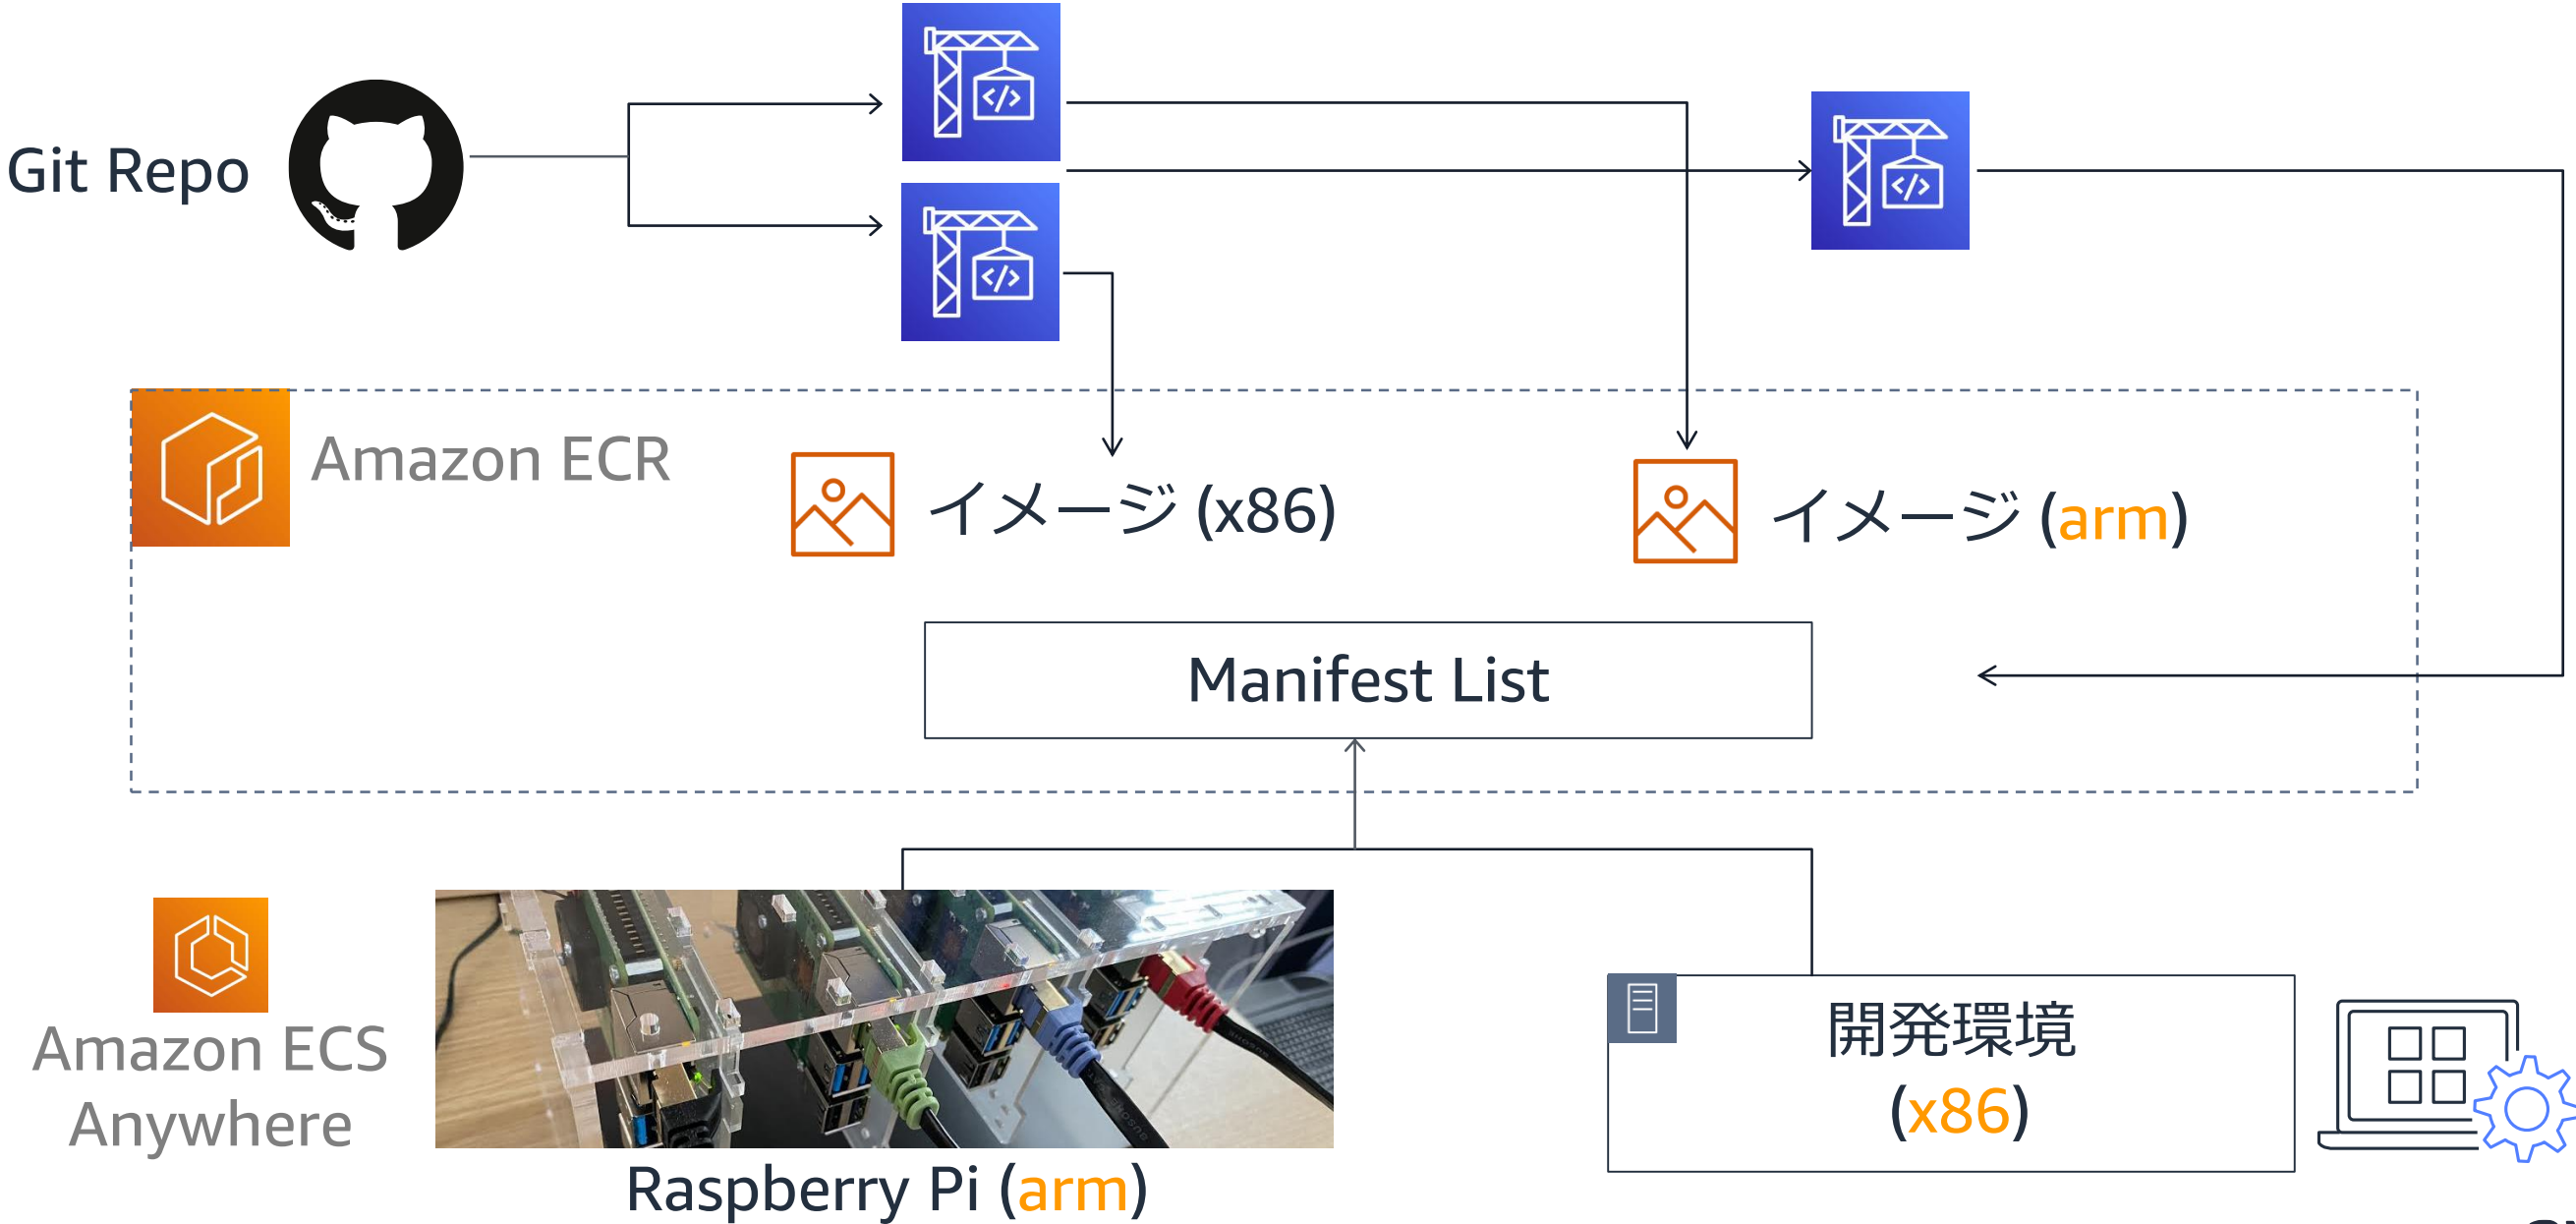 Git Repo
Amazon ECR
イメージ (x86)
イメージ (arm)
Manifest List
Amazon ECS
Anywhere
Raspberry Pi (arm)
開発環境
(x86)